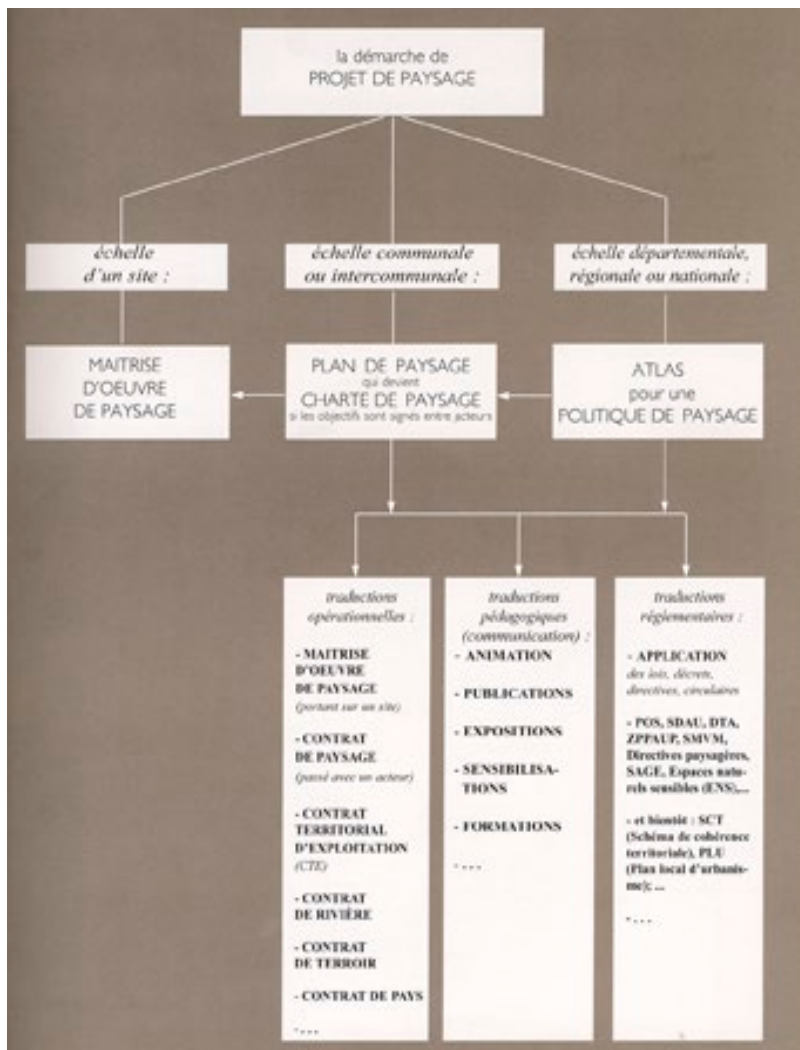 la démarche de
PROJET DE PAYSAGE
échelle
d'un site :
échelle communale
ou intercommunale :
échelle départementale,
régionale ou nationale :
MAITRISE
D'OEUVRE
DE PAYSAGE
PLAN DE PAYSAGE
qui devient
CHARTE DE PAYSAGE
si les objectifs sont signés entre acteurs
ATLAS
pour une
POLITIQUE DE PAYSAGE
traductions
opérationnelles :
- MAITRISE
D'OEUVRE
DE PAYSAGE
(portant sur un site)
- CONTRAT
DE PAYSAGE
(passé avec un acteur)
- CONTRAT
TERRITORIAL
D'EXPLOITATION
(CTE)
- CONTRAT
DE RIVIÈRE
- CONTRAT
DE TERROIR
- CONTRAT DE PAYS
-...
traductions
pédagogiques
(communication) :
- ANIMATION
- PUBLICATIONS
- EXPOSITIONS
- SENSIBILISA-
TIONS
- FORMATIONS
- ...
traductions
réglementaires :
- APPLICATION
des lois, décrets,
directives, circulaires
- POS, SDAU, DTA,
ZPPAUP, SMVM,
Directives paysagères,
SAGE, Espaces natu-
rels sensibles (ENS),...
- et bientôt : SCT
(Schéma de cohérence
territoriale), PLU
(Plan local d'urbanis-
me); ...
- ...